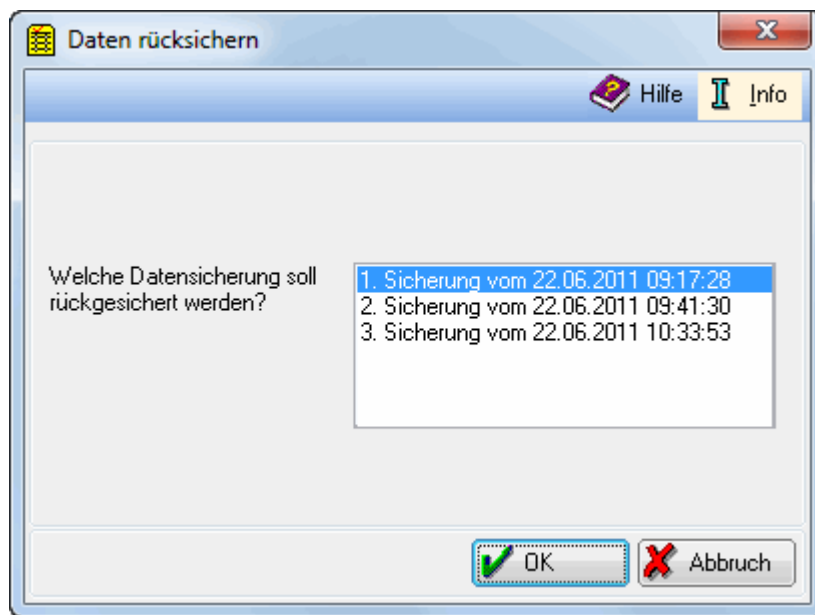 Daten rücksichern
Hilfe
Info
Welche Datensicherung soll
rückgesichert werden?
1. Sicherung vom 22.06.2011 09:17:28
2. Sicherung vom 22.06.2011 09:41:30
3. Sicherung vom 22.06.2011 10:33:53
OK
Abbruch